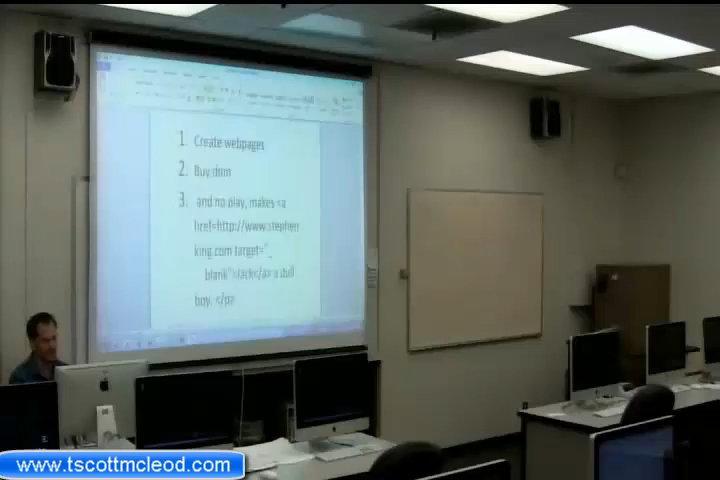 1. Create webpages
2. Buy dom
3. and no play, makes <a
href=http://www.stephen
king.com target="_
blank">Jack</a> a dull
boy. </p>
www.tscottmcleod.com